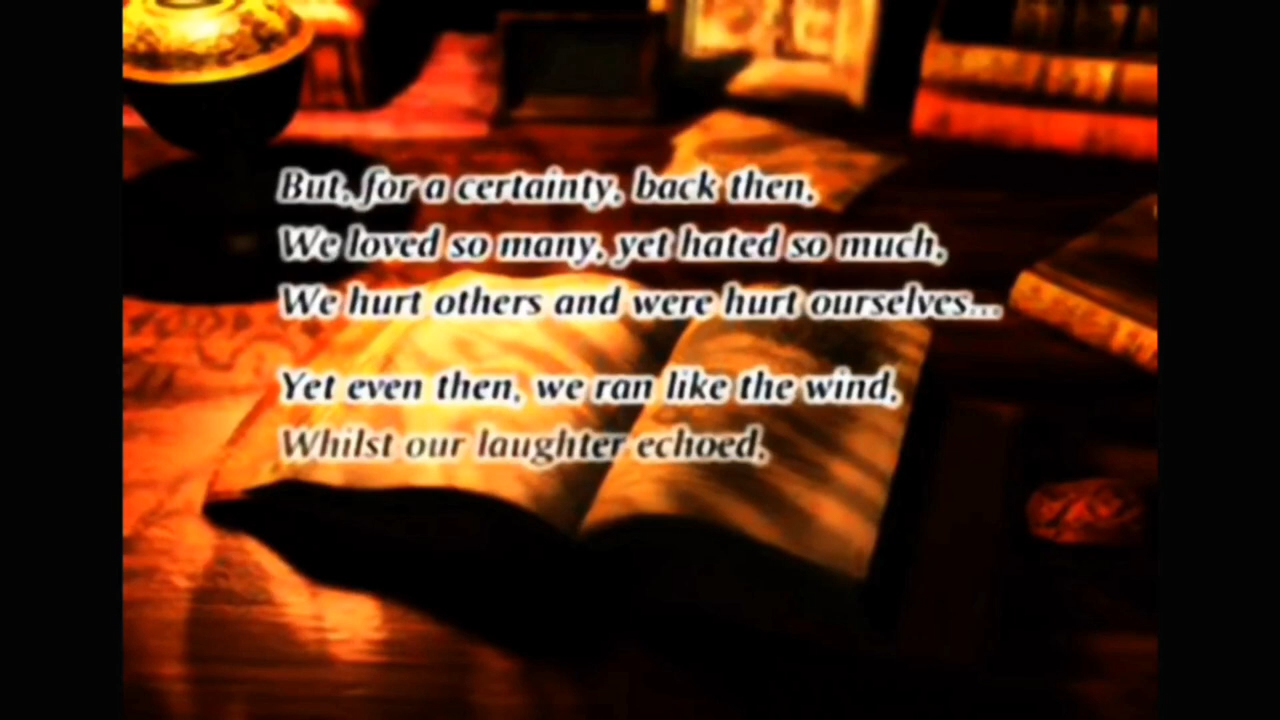 But, for a certainty, back then,
We loved so many, yet hated so much,
We hurt others and were hurt ourselves...
Yet even then, we ran like the wind,
Whilst our laughter echoed,